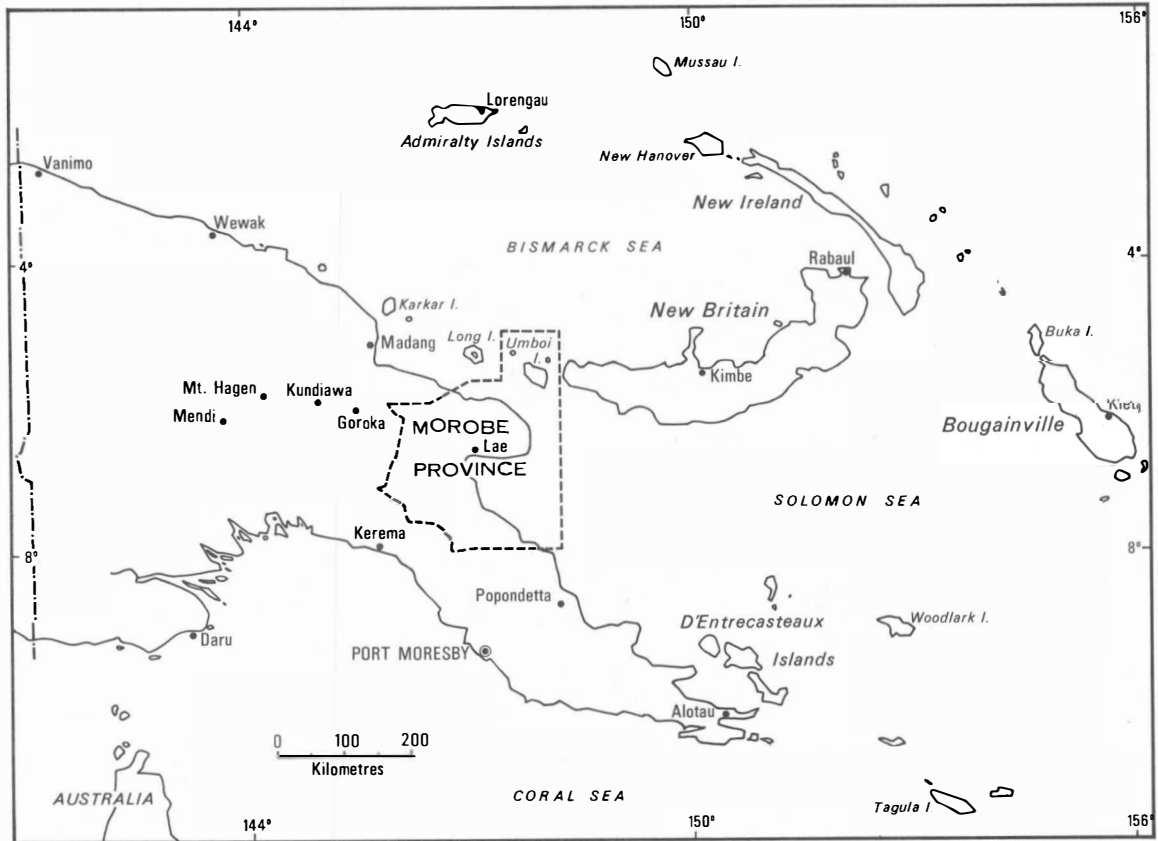 144°
150°
156°
Mussau I.
Lorengau
Admiralty Islands
New Hanover
Vanimo
New Ireland
Wewak
BISMARCK SEA
Rabaul
4°
4°
Karkar I.
New Britain
Long I.
Umboi
I.
Buka I.
Madang
Kimbe
Mt. Hagen
Kundiawa
Mendi
Goroka
MOROBE
Lae
PROVINCE
Bougainville
SOLOMON SEA
Kerema
8°
8°
Popondetta
D'Entrecasteaux
Islands
Woodlark I.
Daru
PORT MORESBY
Alotau
0 100 200
Kilometres
AUSTRALIA
CORAL SEA
Tagula I.
144°
150°
156°